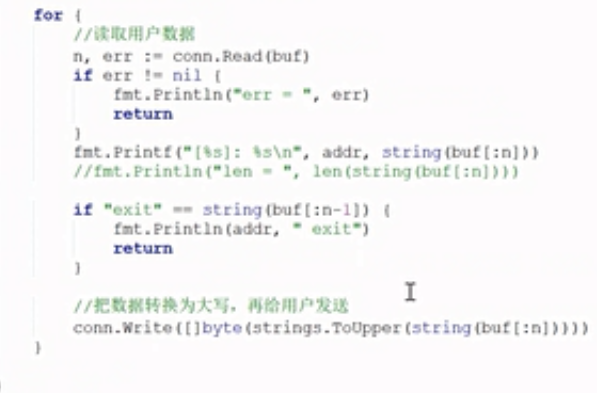 for {
//读取用户数据
n, err := conn.Read(buf)
if err != nil {
fmt.Println("err = ", err)
return
}
fmt.Printf("[%s]: %s\n", addr, string(buf[:n]))
//fmt.Println("len = ", len(string(buf[:n])))
if "exit" == string(buf[:n-1]) {
fmt.Println(addr, " exit")
return
}
//把数据转换为大写，再给用户发送
conn.Write([]byte(strings.ToUpper(string(buf[:n]))))
}